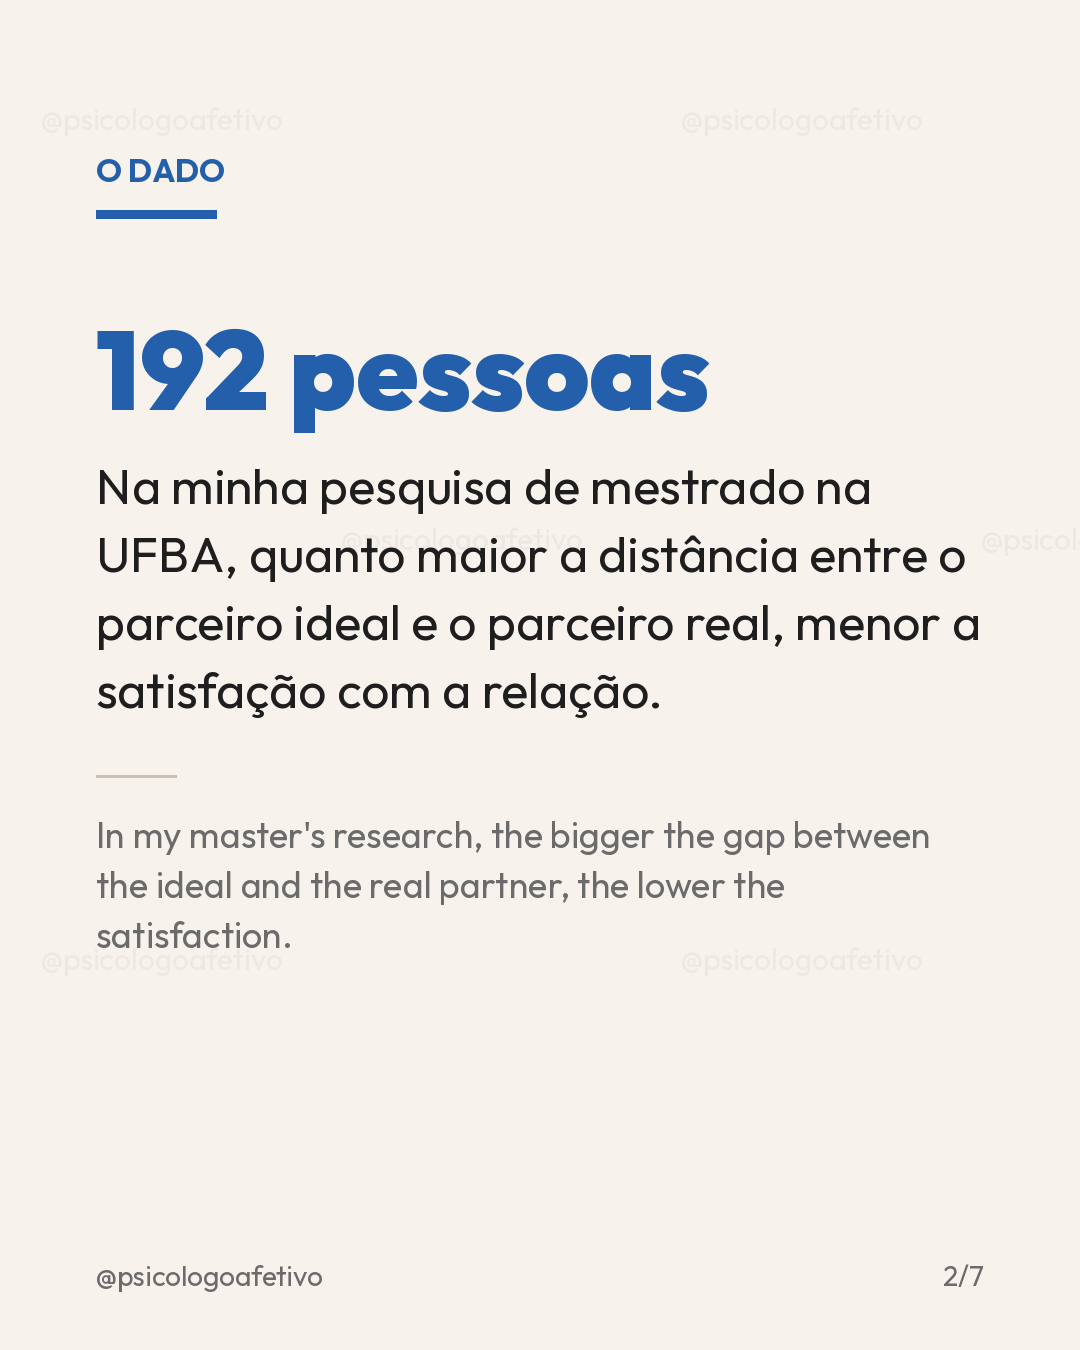 @psicologoafetivo @psicologoafetivo
O DADO
192 pessoas
Na minha pesquisa de mestrado na
@psicologoafetivo @psicol
UFBA, quanto maior a distância entre o
parceiro ideal e o parceiro real, menor a
satisfação com a relação.
In my master's research, the bigger the gap between
the ideal and the real partner, the lower the
satisfaction.
@psicologoafetivo @psicologoafetivo
@psicologoafetivo 2/7